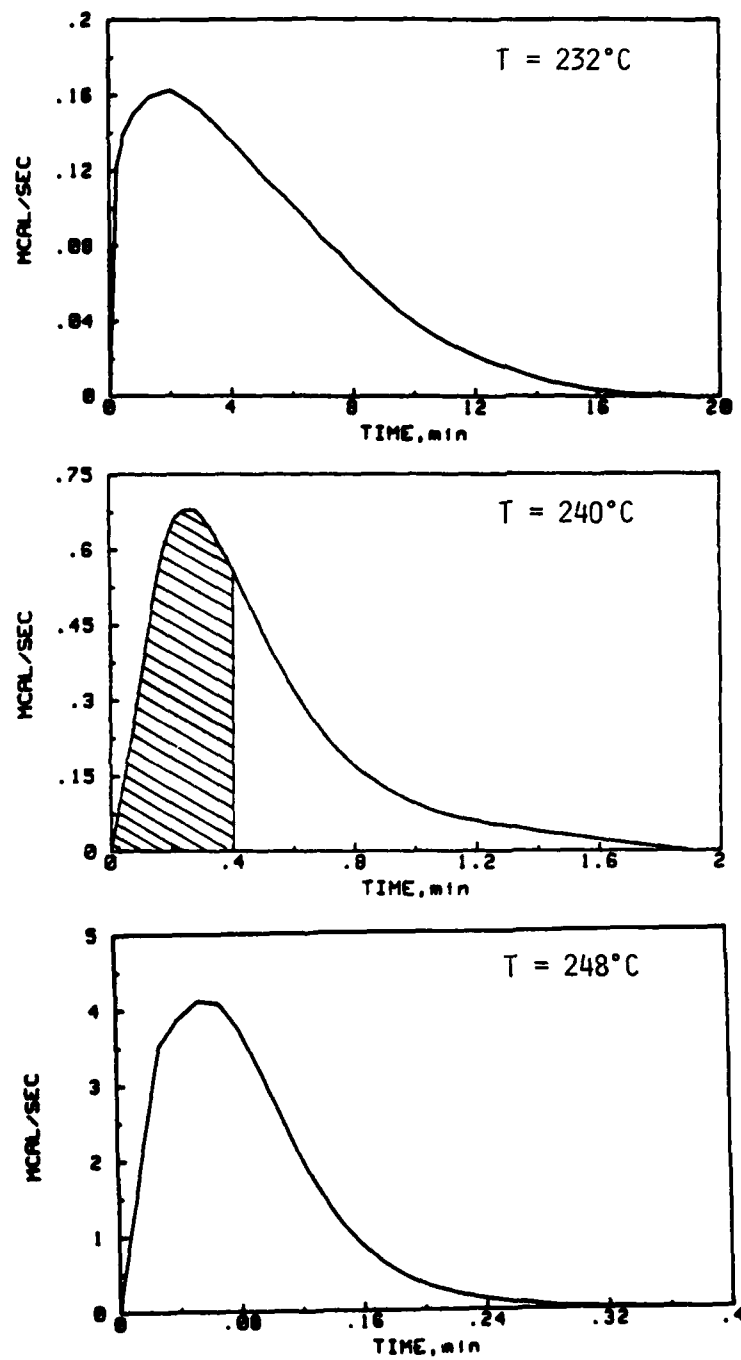 .2
T = 232°C
.16
.12
MCAL/SEC
.08
.04
0
0 4 8 12 16 20
TIME,min
.75
T = 240°C
.6
.45
MCAL/SEC
.3
.15
0
0 .4 .8 1.2 1.6 2
TIME,min
5
T = 248°C
4
3
MCAL/SEC
2
1
0
0 .08 .16 .24 .32 .4
TIME,min